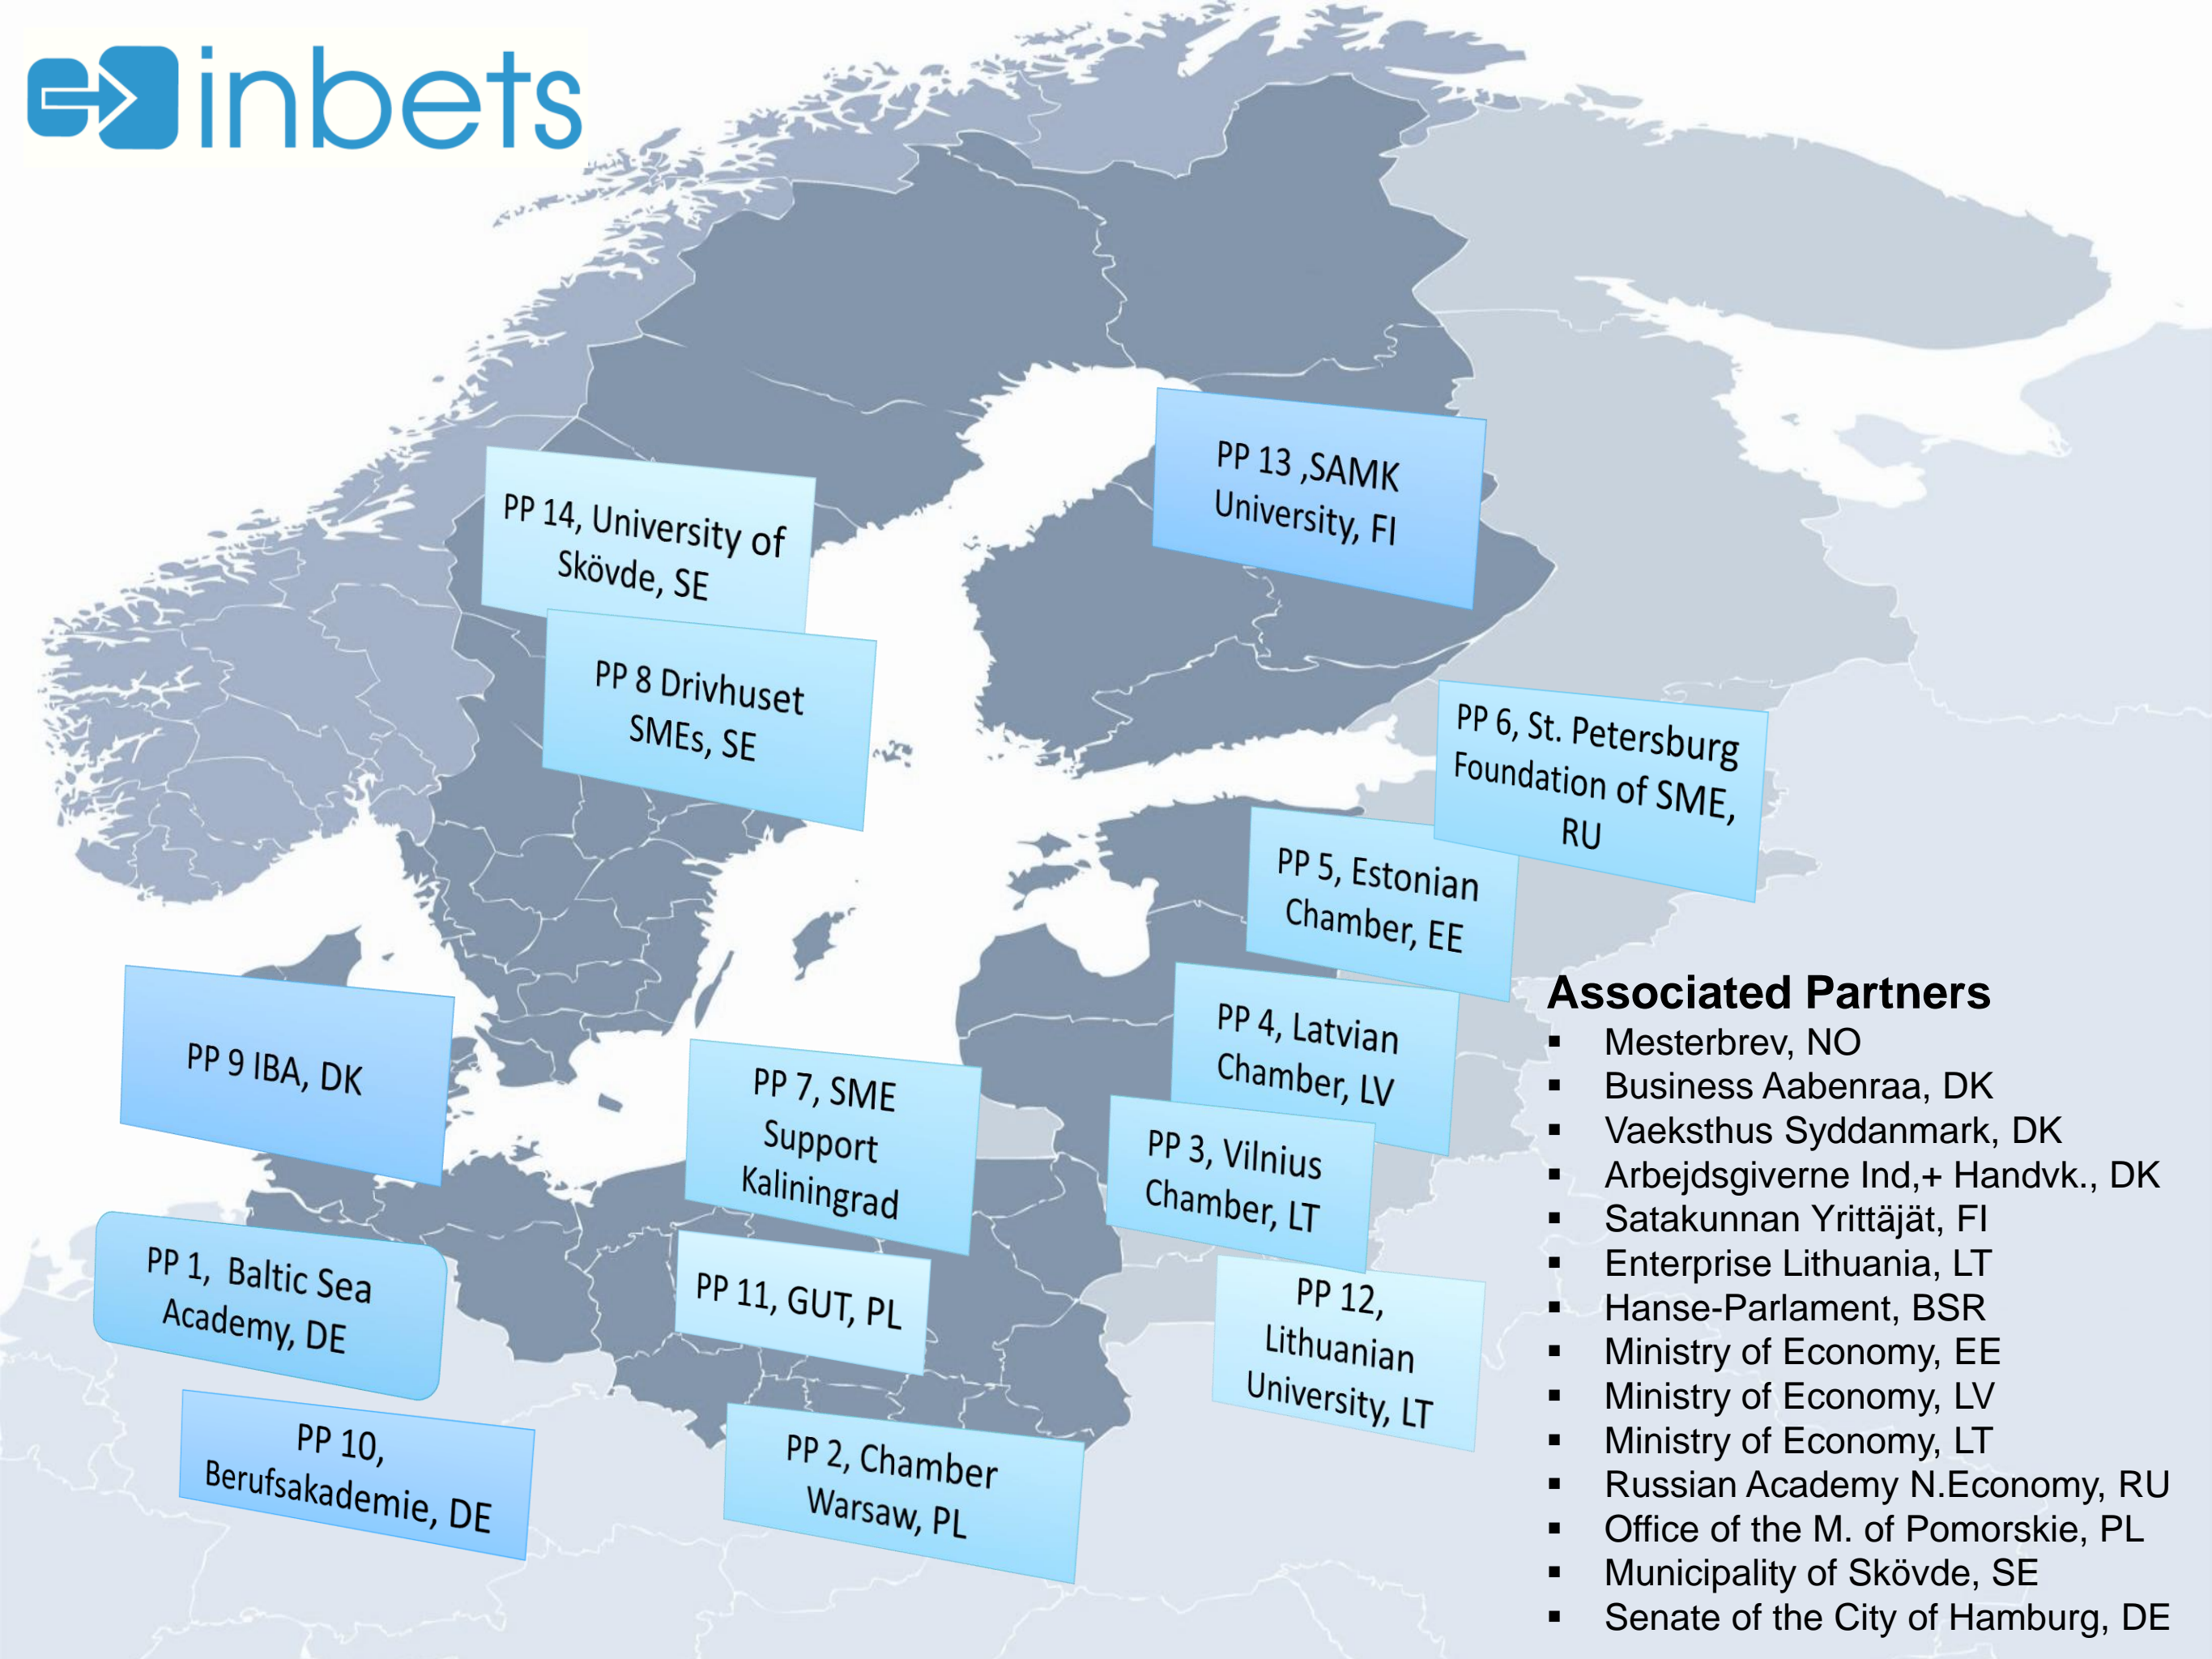 inbets
PP 13 ,SAMK
University, FI
PP 14, University of
Skövde, SE
PP 8 Drivhuset
SMEs, SE
PP 6, St. Petersburg
Foundation of SME,
RU
PP 5, Estonian
Chamber, EE
PP 4, Latvian
Chamber, LV
PP 9 IBA, DK
PP 7, SME
Support
Kaliningrad
PP 3, Vilnius
Chamber, LT
PP 1, Baltic Sea
Academy, DE
PP 11, GUT, PL
PP 12,
Lithuanian
University, LT
PP 10,
Berufsakademie, DE
PP 2, Chamber
Warsaw, PL
Associated Partners
▪ Mesterbrev, NO
▪ Business Aabenraa, DK
▪ Vaeksthus Syddanmark, DK
▪ Arbejdsgiverne Ind,+ Handvk., DK
▪ Satakunnan Yrittäjät, FI
▪ Enterprise Lithuania, LT
▪ Hanse-Parlament, BSR
▪ Ministry of Economy, EE
▪ Ministry of Economy, LV
▪ Ministry of Economy, LT
▪ Russian Academy N.Economy, RU
▪ Office of the M. of Pomorskie, PL
▪ Municipality of Skövde, SE
▪ Senate of the City of Hamburg, DE